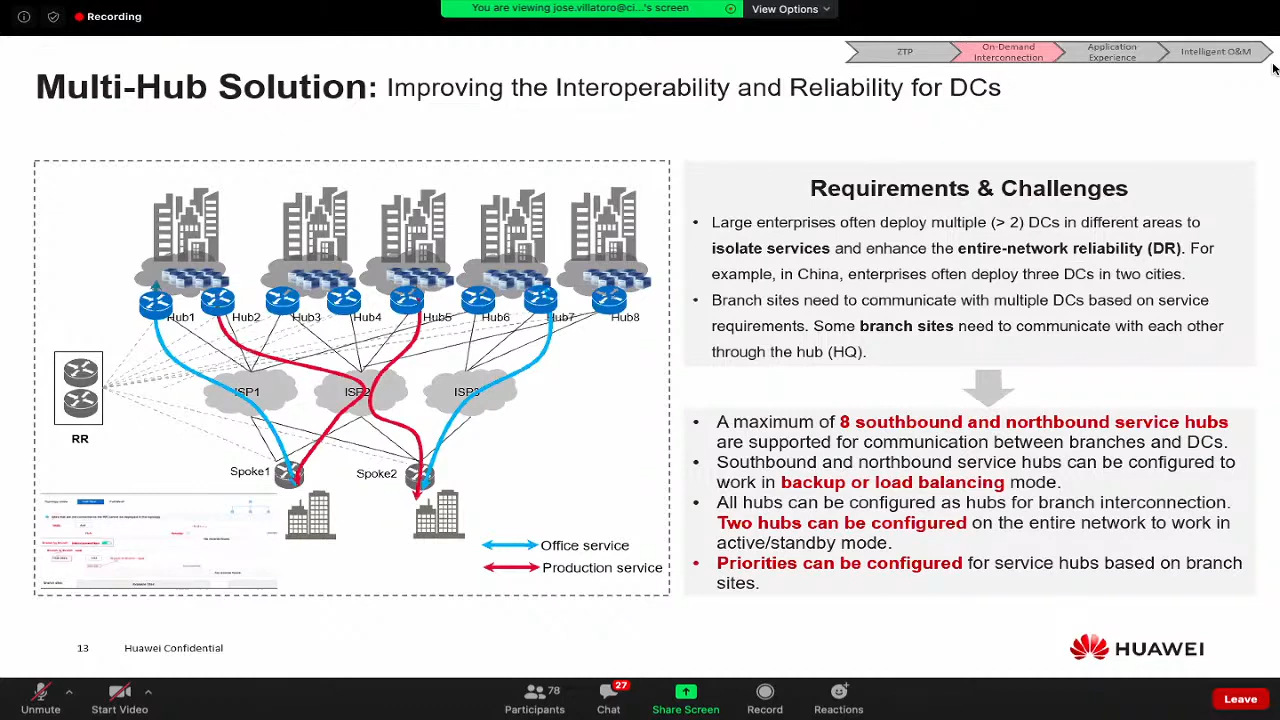 Recording
You are viewing jose.villatoro@ci...'s screen
View Options
ZTP
On-Demand
Interconnection
Application
Experience
Intelligent O&M
Multi-Hub Solution: Improving the Interoperability and Reliability for DCs
Hub1
Hub2
Hub3
Hub4
Hub5
Hub6
Hub7
Hub8
ISP1
ISP2
ISP3
RR
Spoke1
Spoke2
Office service
Production service
Requirements & Challenges
• Large enterprises often deploy multiple (> 2) DCs in different areas to
isolate services and enhance the entire-network reliability (DR). For
example, in China, enterprises often deploy three DCs in two cities.
• Branch sites need to communicate with multiple DCs based on service
requirements. Some branch sites need to communicate with each other
through the hub (HQ).
• A maximum of 8 southbound and northbound service hubs
are supported for communication between branches and DCs.
• Southbound and northbound service hubs can be configured to
work in backup or load balancing mode.
• All hubs can be configured as hubs for branch interconnection.
Two hubs can be configured on the entire network to work in
active/standby mode.
• Priorities can be configured for service hubs based on branch
sites.
13
Huawei Confidential
HUAWEI
Unmute
Start Video
78
Participants
27
Chat
Share Screen
Record
Reactions
Leave